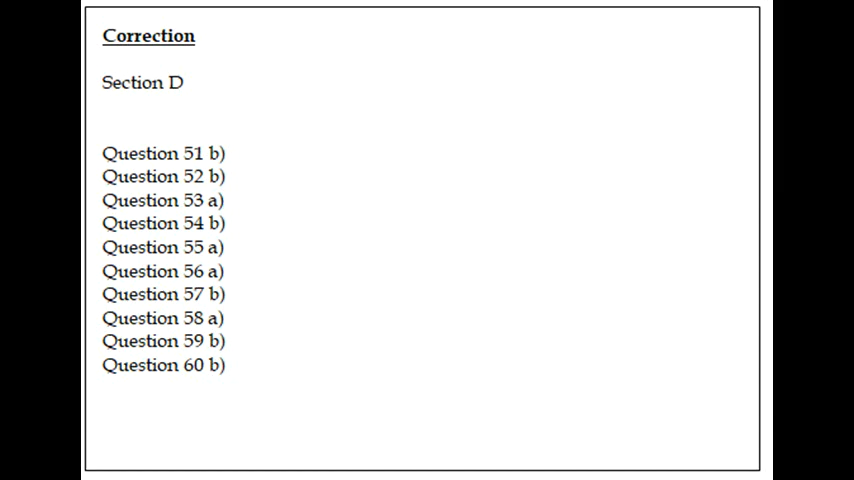 Correction
Section D
Question 51 b)
Question 52 b)
Question 53 a)
Question 54 b)
Question 55 a)
Question 56 a)
Question 57 b)
Question 58 a)
Question 59 b)
Question 60 b)